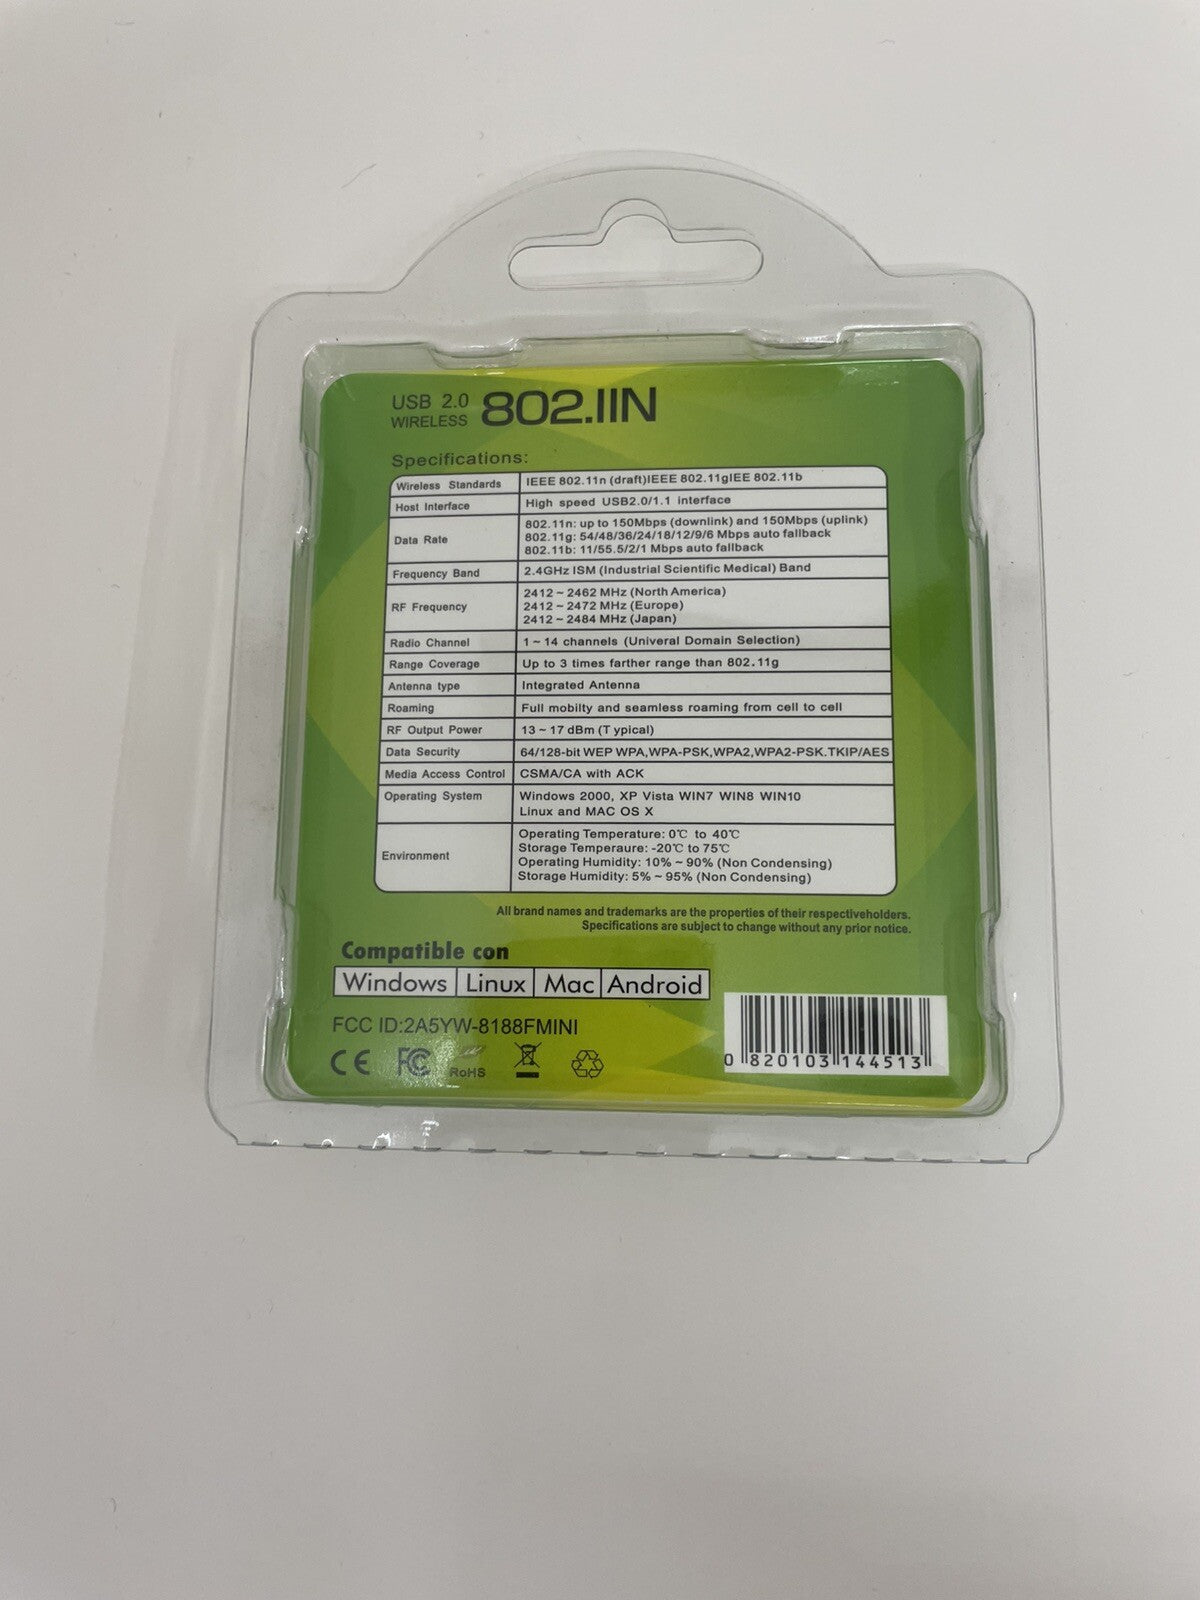 USB 2.0
WIRELESS
802.11N
Specifications:
Wireless Standards IEEE 802.11n (draft)IEEE 802.11gIEE 802.11b
Host Interface High speed USB2.0/1.1 interface
Data Rate
802.11n: up to 150Mbps (downlink) and 150Mbps (uplink)
802.11g: 54/48/36/24/18/12/9/6 Mbps auto fallback
802.11b: 11/55.5/2/1 Mbps auto fallback
Frequency Band 2.4GHz ISM (Industrial Scientific Medical) Band
RF Frequency
2412 ~ 2462 MHz (North America)
2412 ~ 2472 MHz (Europe)
2412 ~ 2484 MHz (Japan)
Radio Channel 1 ~ 14 channels (Univeral Domain Selection)
Range Coverage Up to 3 times farther range than 802.11g
Antenna type Integrated Antenna
Roaming Full mobilty and seamless roaming from cell to cell
RF Output Power 13 ~ 17 dBm (T ypical)
Data Security 64/128-bit WEP WPA,WPA-PSK,WPA2,WPA2-PSK.TKIP/AES
Media Access Control CSMA/CA with ACK
Operating System Windows 2000, XP Vista WIN7 WIN8 WIN10
Linux and MAC OS X
Environment
Operating Temperature: 0℃ to 40℃
Storage Temperaure: -20℃ to 75℃
Operating Humidity: 10% ~ 90% (Non Condensing)
Storage Humidity: 5% ~ 95% (Non Condensing)
All brand names and trademarks are the properties of their respectiveholders.
Specifications are subject to change without any prior notice.
Compatible con
Windows Linux Mac Android
FCC ID:2A5YW-8188FMINI
CE FC RoHS
0 820103 144513